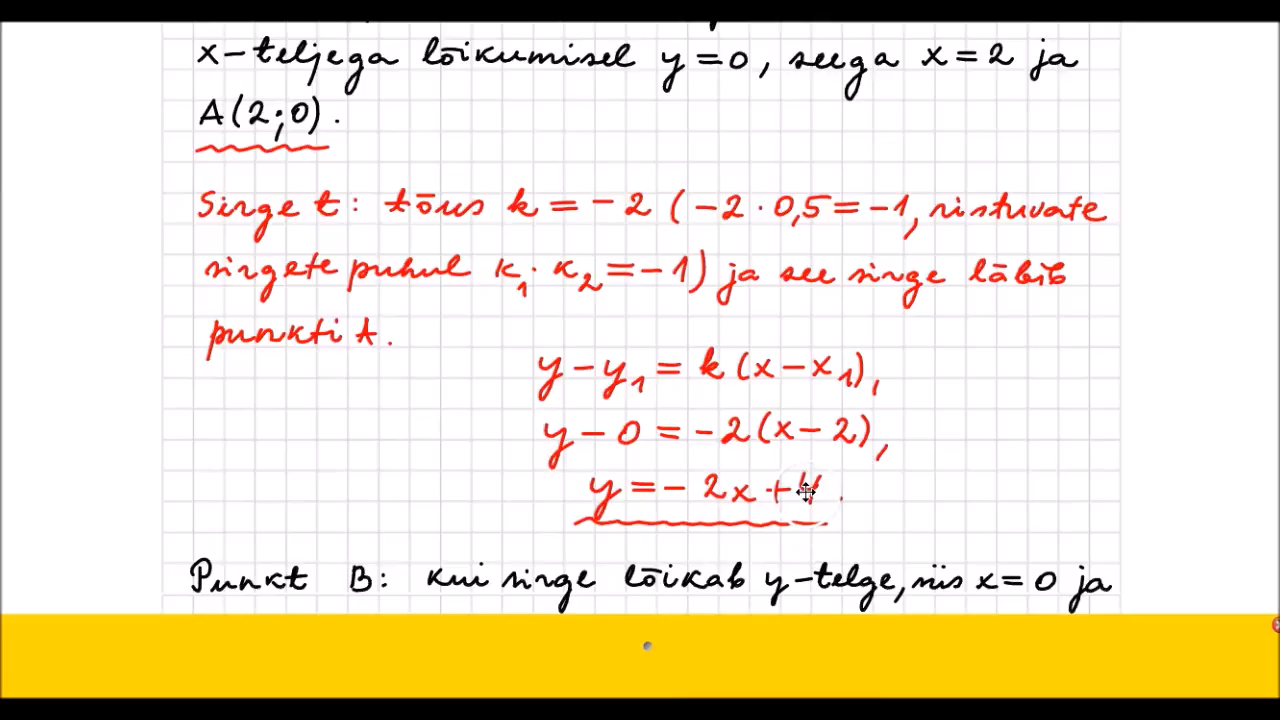 x-teljega lõikumisel y = 0, seega x = 2 ja
A(2;0).
Sirge t: tõus k = -2 (-2 · 0,5 = -1, ristuvate
sirgete puhul k₁ · k₂ = -1) ja see sirge läbib
punkti A.
y - y₁ = k(x - x₁),
y - 0 = -2(x - 2),
y = -2x + 4.
Punkt B: kui sirge lõikab y-telge, siis x = 0 ja